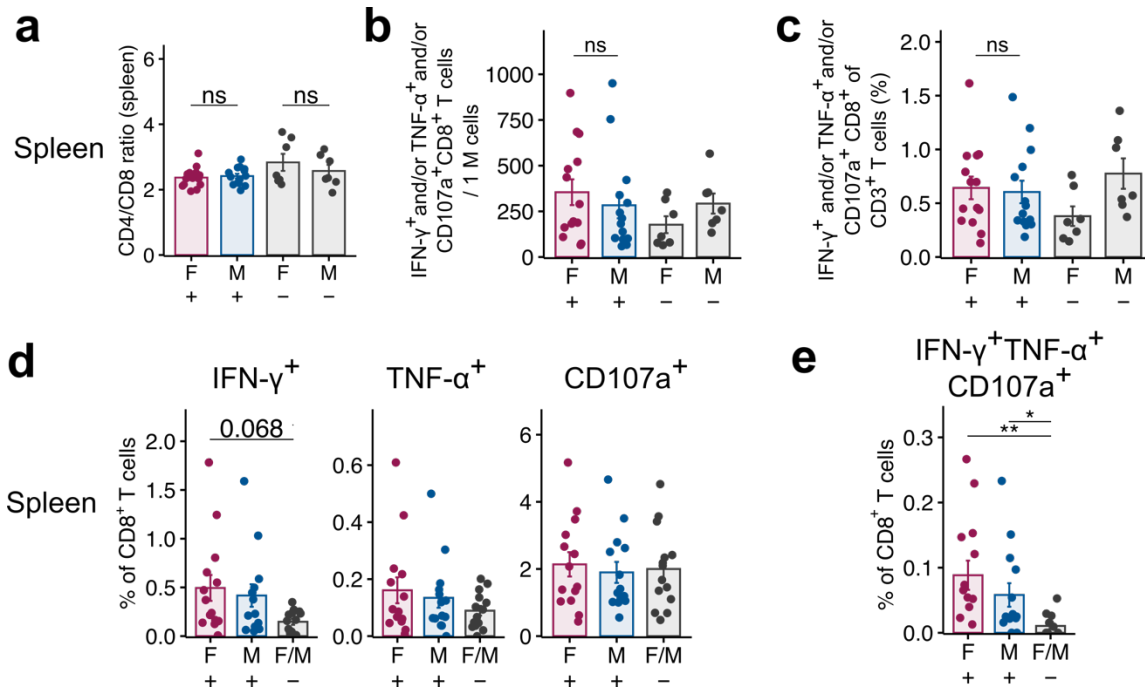 a
CD4/CD8 ratio (spleen)
6
4
2
0
ns
ns
F
M
F
M
+
+
–
–
Spleen
b
IFN-γ⁺ and/or TNF-α⁺ and/or
CD107a⁺CD8⁺ T cells
/ 1 M cells
1000
750
500
250
0
ns
F
M
F
M
+
+
–
–
c
IFN-γ⁺ and/or TNF-α⁺ and/or
CD107a⁺ CD8⁺ of
CD3⁺ T cells (%)
2.0
1.5
1.0
0.5
0.0
ns
F
M
F
M
+
+
–
–
d
Spleen
% of CD8⁺ T cells
IFN-γ⁺
2.0
1.5
1.0
0.5
0.0
0.068
F
M
F/M
+
+
–
TNF-α⁺
0.6
0.4
0.2
0.0
F
M
F/M
+
+
–
CD107a⁺
6
4
2
0
F
M
F/M
+
+
–
e
IFN-γ⁺TNF-α⁺
CD107a⁺
% of CD8⁺ T cells
0.3
0.2
0.1
0.0
*
**
F
M
F/M
+
+
–